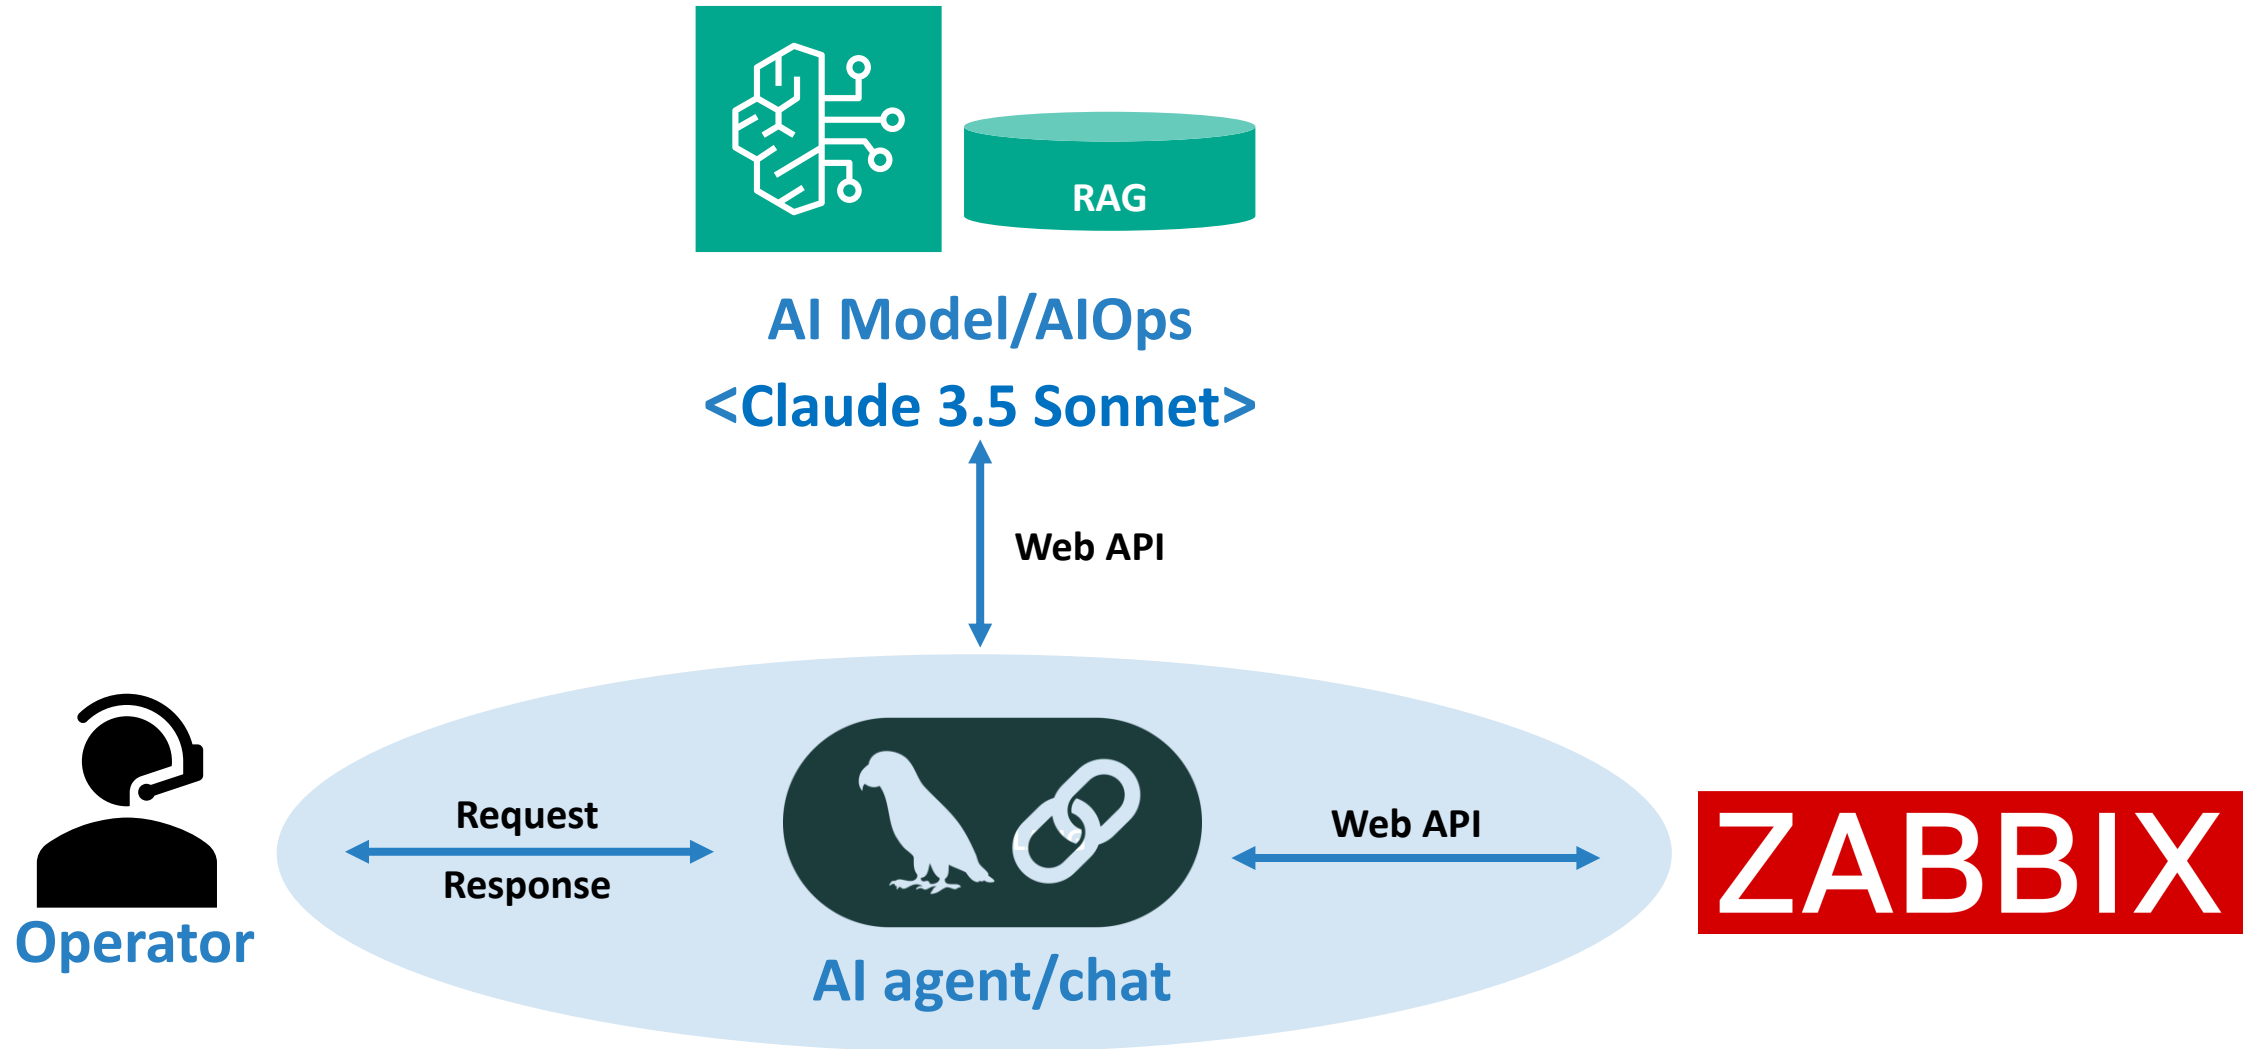 RAG
AI Model/AIOps
<Claude 3.5 Sonnet>
Web API
Request
Response
Web API
ZABBIX
Operator
AI agent/chat